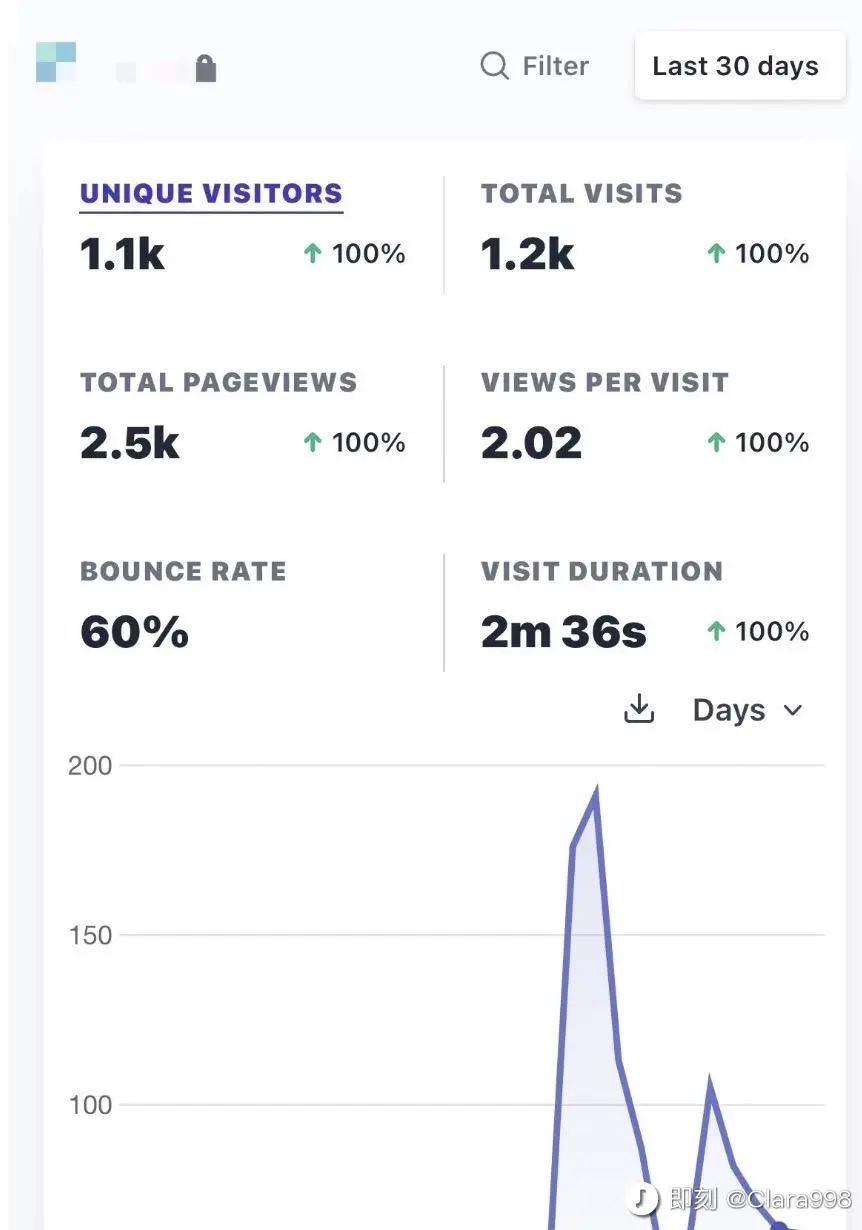 Filter
Last 30 days
UNIQUE VISITORS
TOTAL VISITS
1.1k
100%
1.2k
100%
TOTAL PAGEVIEWS
VIEWS PER VISIT
2.5k
100%
2.02
100%
BOUNCE RATE
VISIT DURATION
60%
2m 36s
100%
Days
200
150
100
即刻 @Clara998